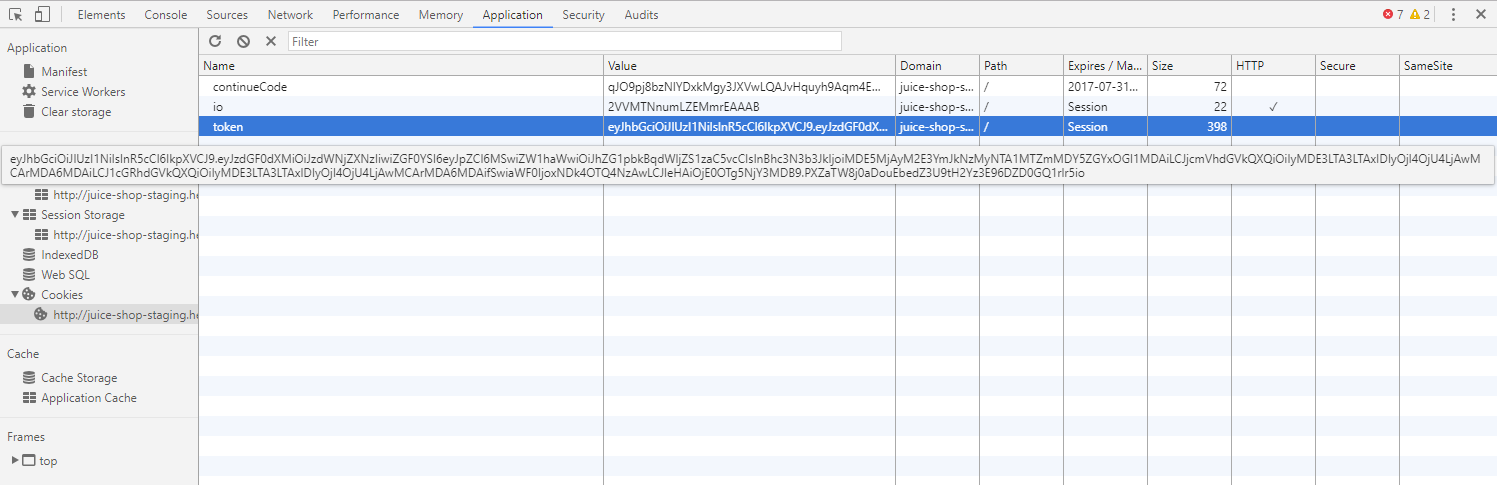 Elements Console Sources Network Performance Memory Application Security Audits 7 2
Application
Manifest
Service Workers
Clear storage
Filter
Name Value Domain Path Expires / Ma... Size HTTP Secure SameSite
continueCode qJO9pj8bzNlYDxkMgy3JXVwLQAJvHquyh9Aqm4E... juice-shop-s... / 2017-07-31... 72
io 2VVMTNnumLZEMmrEAAAB juice-shop-s... / Session 22 ✓
token eyJhbGciOiJIUzI1NiIsInR5cCI6IkpXVCJ9.eyJzdGF0dX... juice-shop-s... / Session 398
http://juice-shop-staging.he
Session Storage
http://juice-shop-staging.he
IndexedDB
Web SQL
Cookies
http://juice-shop-staging.he
Cache
Cache Storage
Application Cache
Frames
top